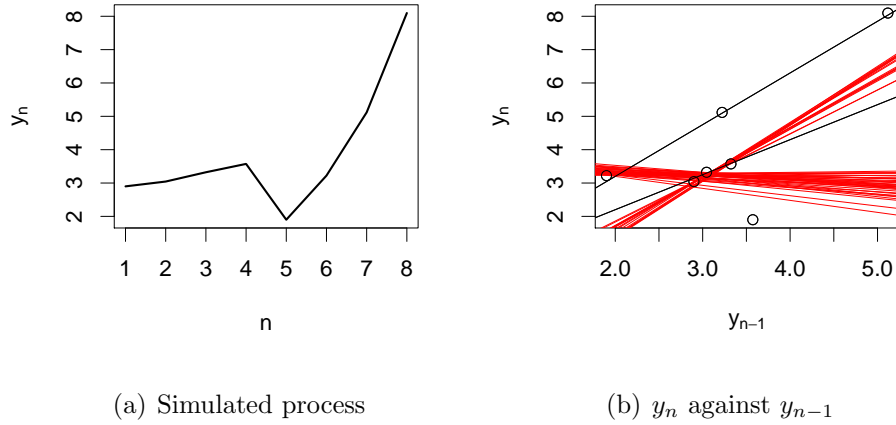 8
7
6
5
4
3
2
yₙ
1 2 3 4 5 6 7 8
n
(a) Simulated process
8
7
6
5
4
3
2
yₙ
2.0 3.0 4.0 5.0
yₙ₋₁
(b) yₙ against yₙ₋₁